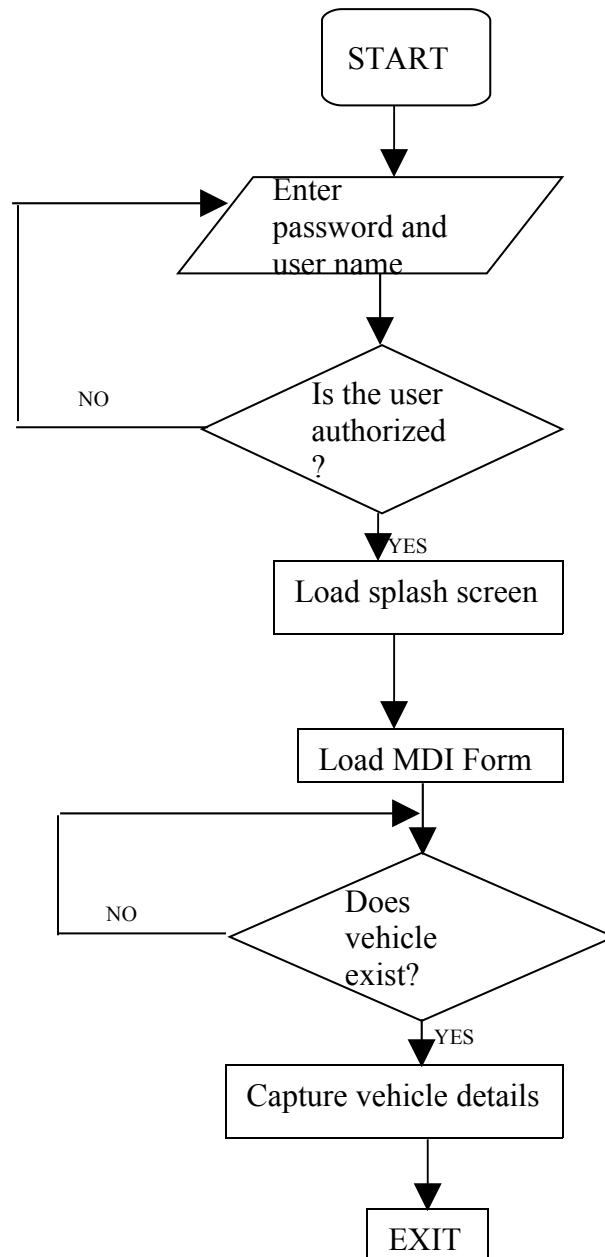 START
Enter
password and
user name
Is the user
authorized
?
NO
YES
Load splash screen
Load MDI Form
Does
vehicle
exist?
NO
YES
Capture vehicle details
EXIT